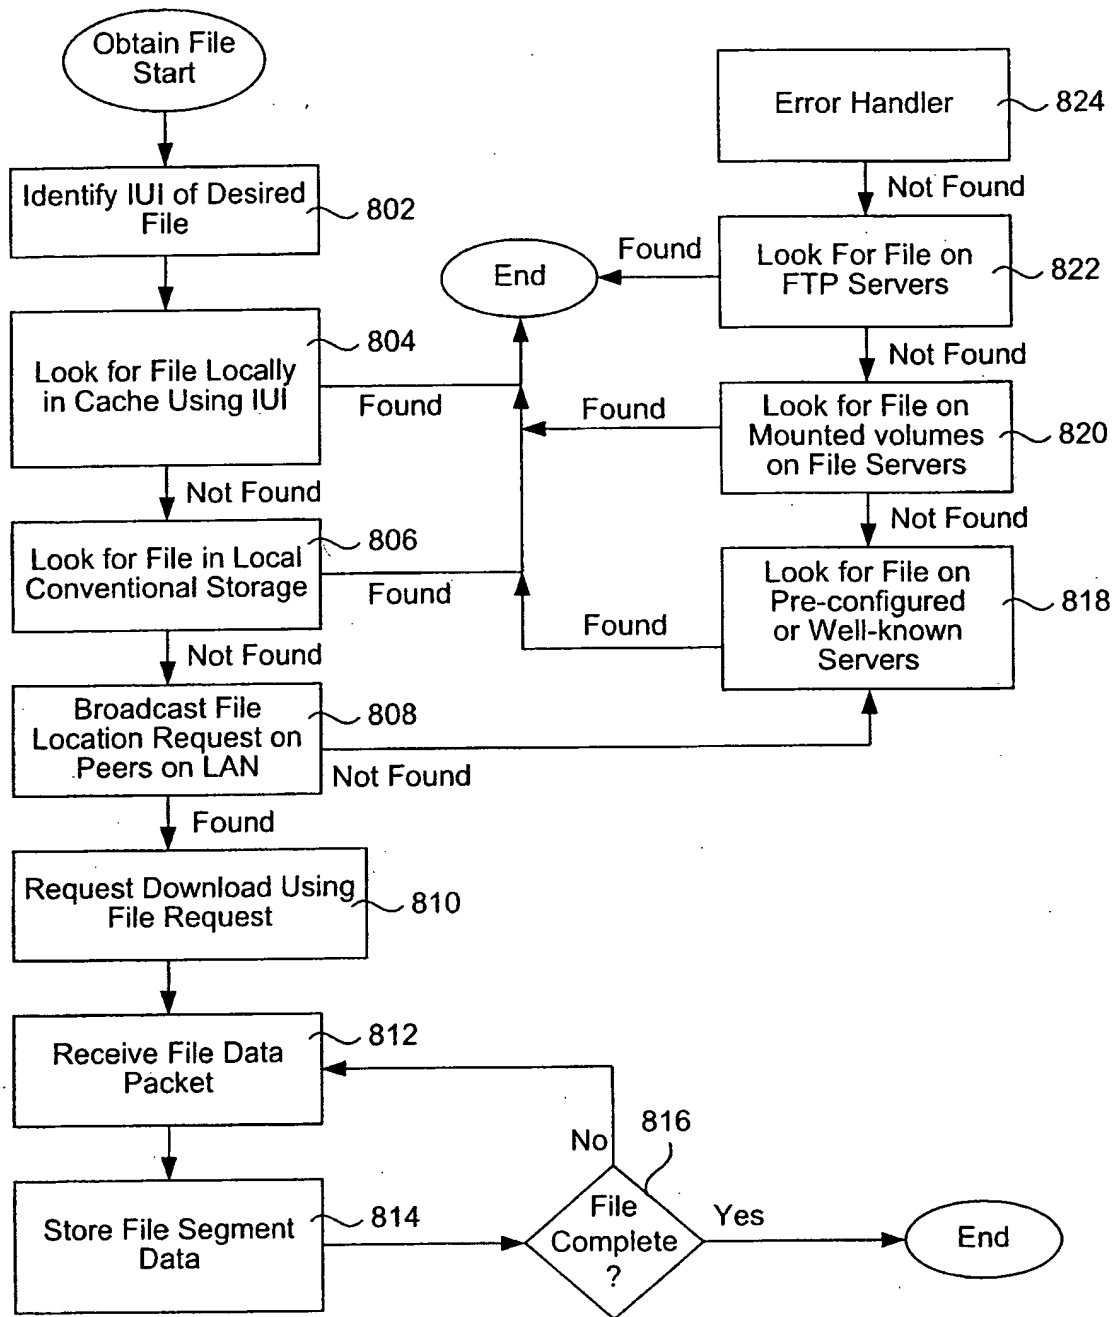 Obtain File
Start
Identify IUI of Desired
File
802
Look for File Locally
in Cache Using IUI
804
Found
Not Found
Look for File in Local
Conventional Storage
806
Found
Not Found
Broadcast File
Location Request on
Peers on LAN
808
Not Found
Found
Request Download Using
File Request
810
Receive File Data
Packet
812
Store File Segment
Data
814
File
Complete
?
816
No
Yes
End
Look for File on
Pre-configured
or Well-known
Servers
818
Found
Not Found
Look for File on
Mounted volumes
on File Servers
820
Found
Not Found
Look For File on
FTP Servers
822
Found
Not Found
Error Handler
824
End